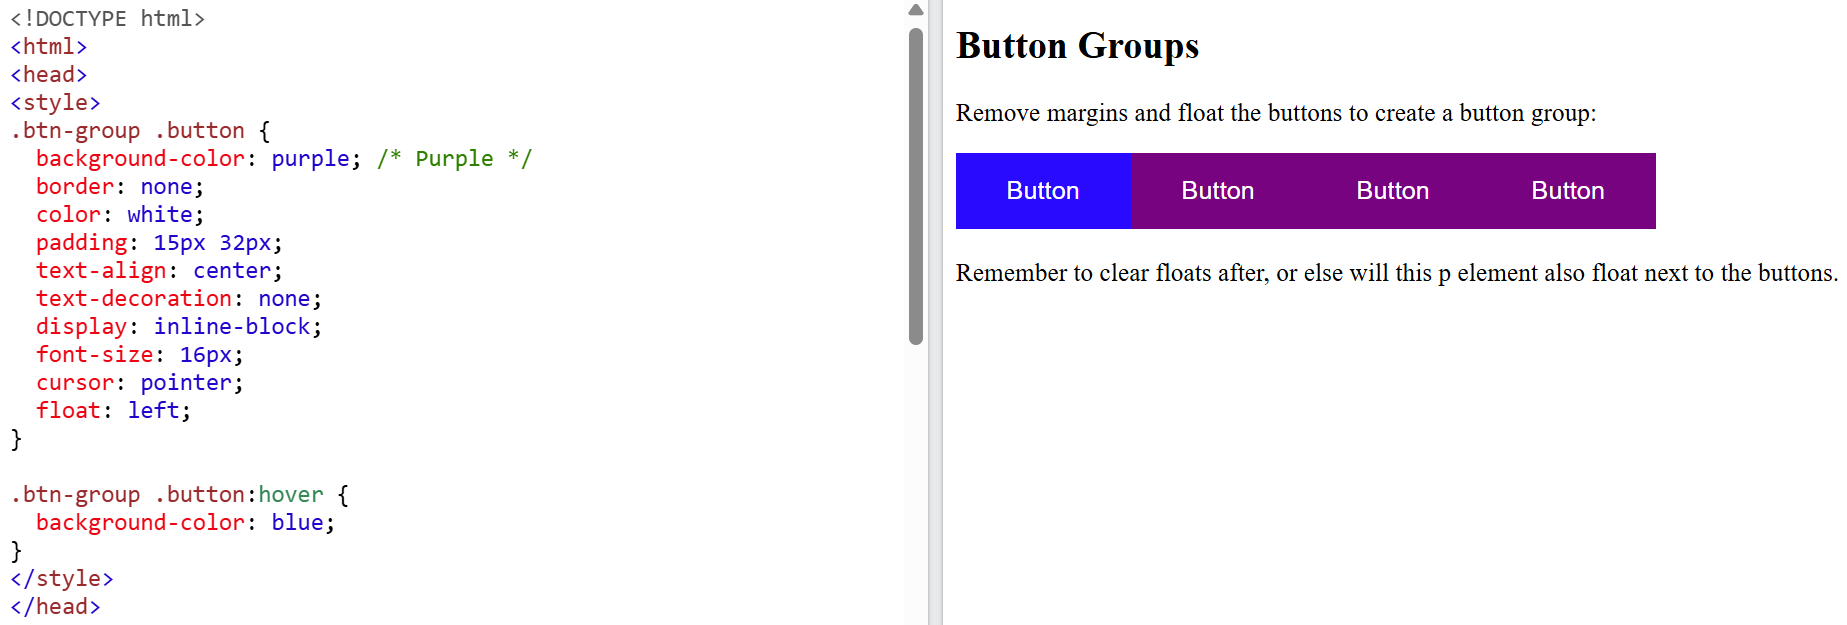 <!DOCTYPE html>
<html>
<head>
<style>
.btn-group .button {
  background-color: purple; /* Purple */
  border: none;
  color: white;
  padding: 15px 32px;
  text-align: center;
  text-decoration: none;
  display: inline-block;
  font-size: 16px;
  cursor: pointer;
  float: left;
}

.btn-group .button:hover {
  background-color: blue;
}
</style>
</head>
Button Groups
Remove margins and float the buttons to create a button group:
Button Button Button Button
Remember to clear floats after, or else will this p element also float next to the buttons.